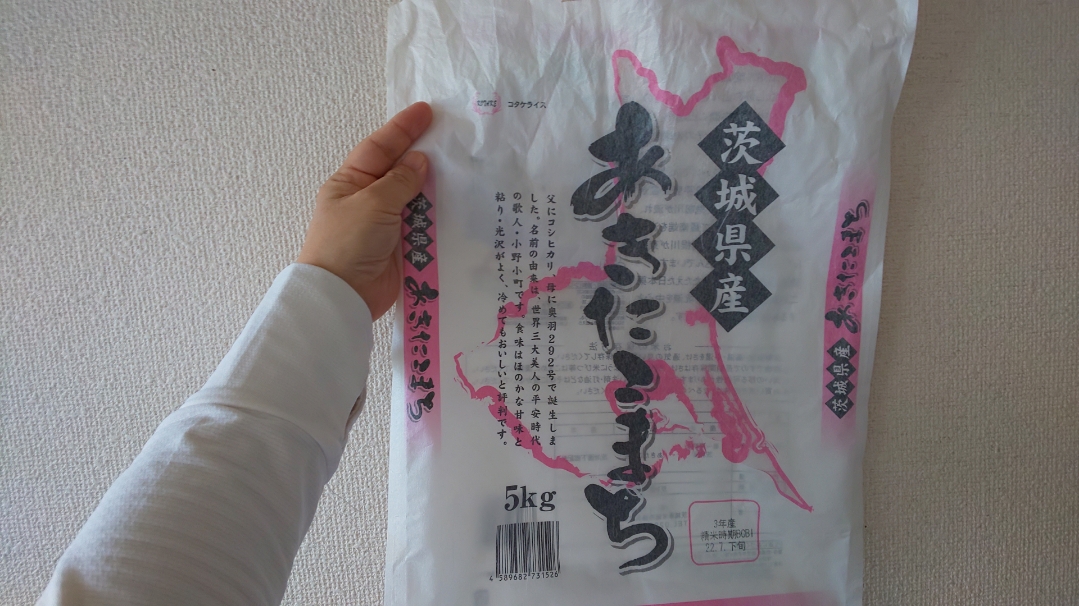 コタケライス
茨城県産
あきたこまち
父にコシヒカリ、母に奥羽292号で誕生しま
した。名前の由来は、世界三大美人の平安時代
の歌人・小野小町です。食味はほのかな甘味と
粘り・光沢がよく、冷めてもおいしいと評判です。
5kg
4 589682 731526
3年産
精米時期
22.7.下旬
茨城県産 あきたこまち
あきたこまち 茨城県産